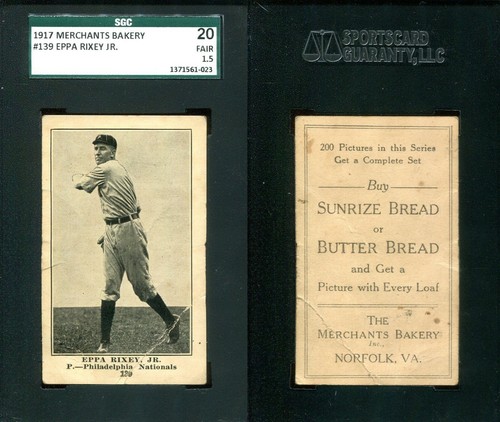 SGC
1917 MERCHANTS BAKERY
#139 EPPA RIXEY JR.
20
FAIR
1.5
1371561-023
EPPA RIXEY, JR.
P.—Philadelphia Nationals
139
SPORTSCARD
GUARANTY, LLC
200 Pictures in this Series
Get a Complete Set
Buy
SUNRIZE BREAD
or
BUTTER BREAD
and Get a
Picture with Every Loaf
THE
MERCHANTS BAKERY
Inc.,
NORFOLK, VA.